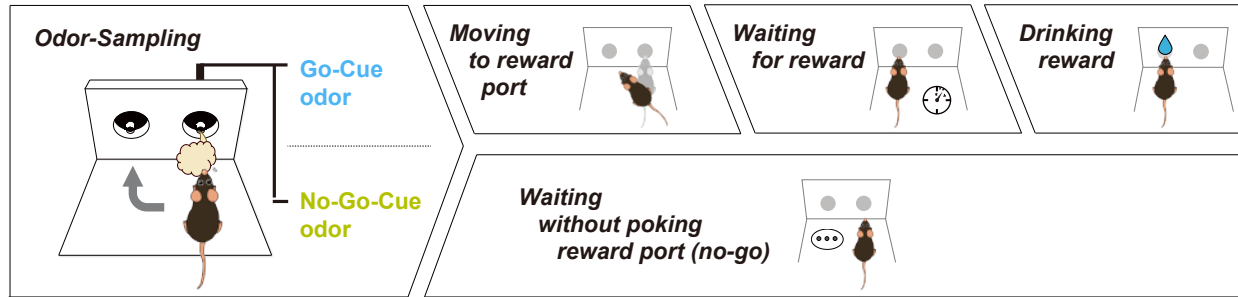 Odor-Sampling
Go-Cue
odor
No-Go-Cue
odor
Moving
to reward
port
Waiting
for reward
Drinking
reward
Waiting
without poking
reward port (no-go)